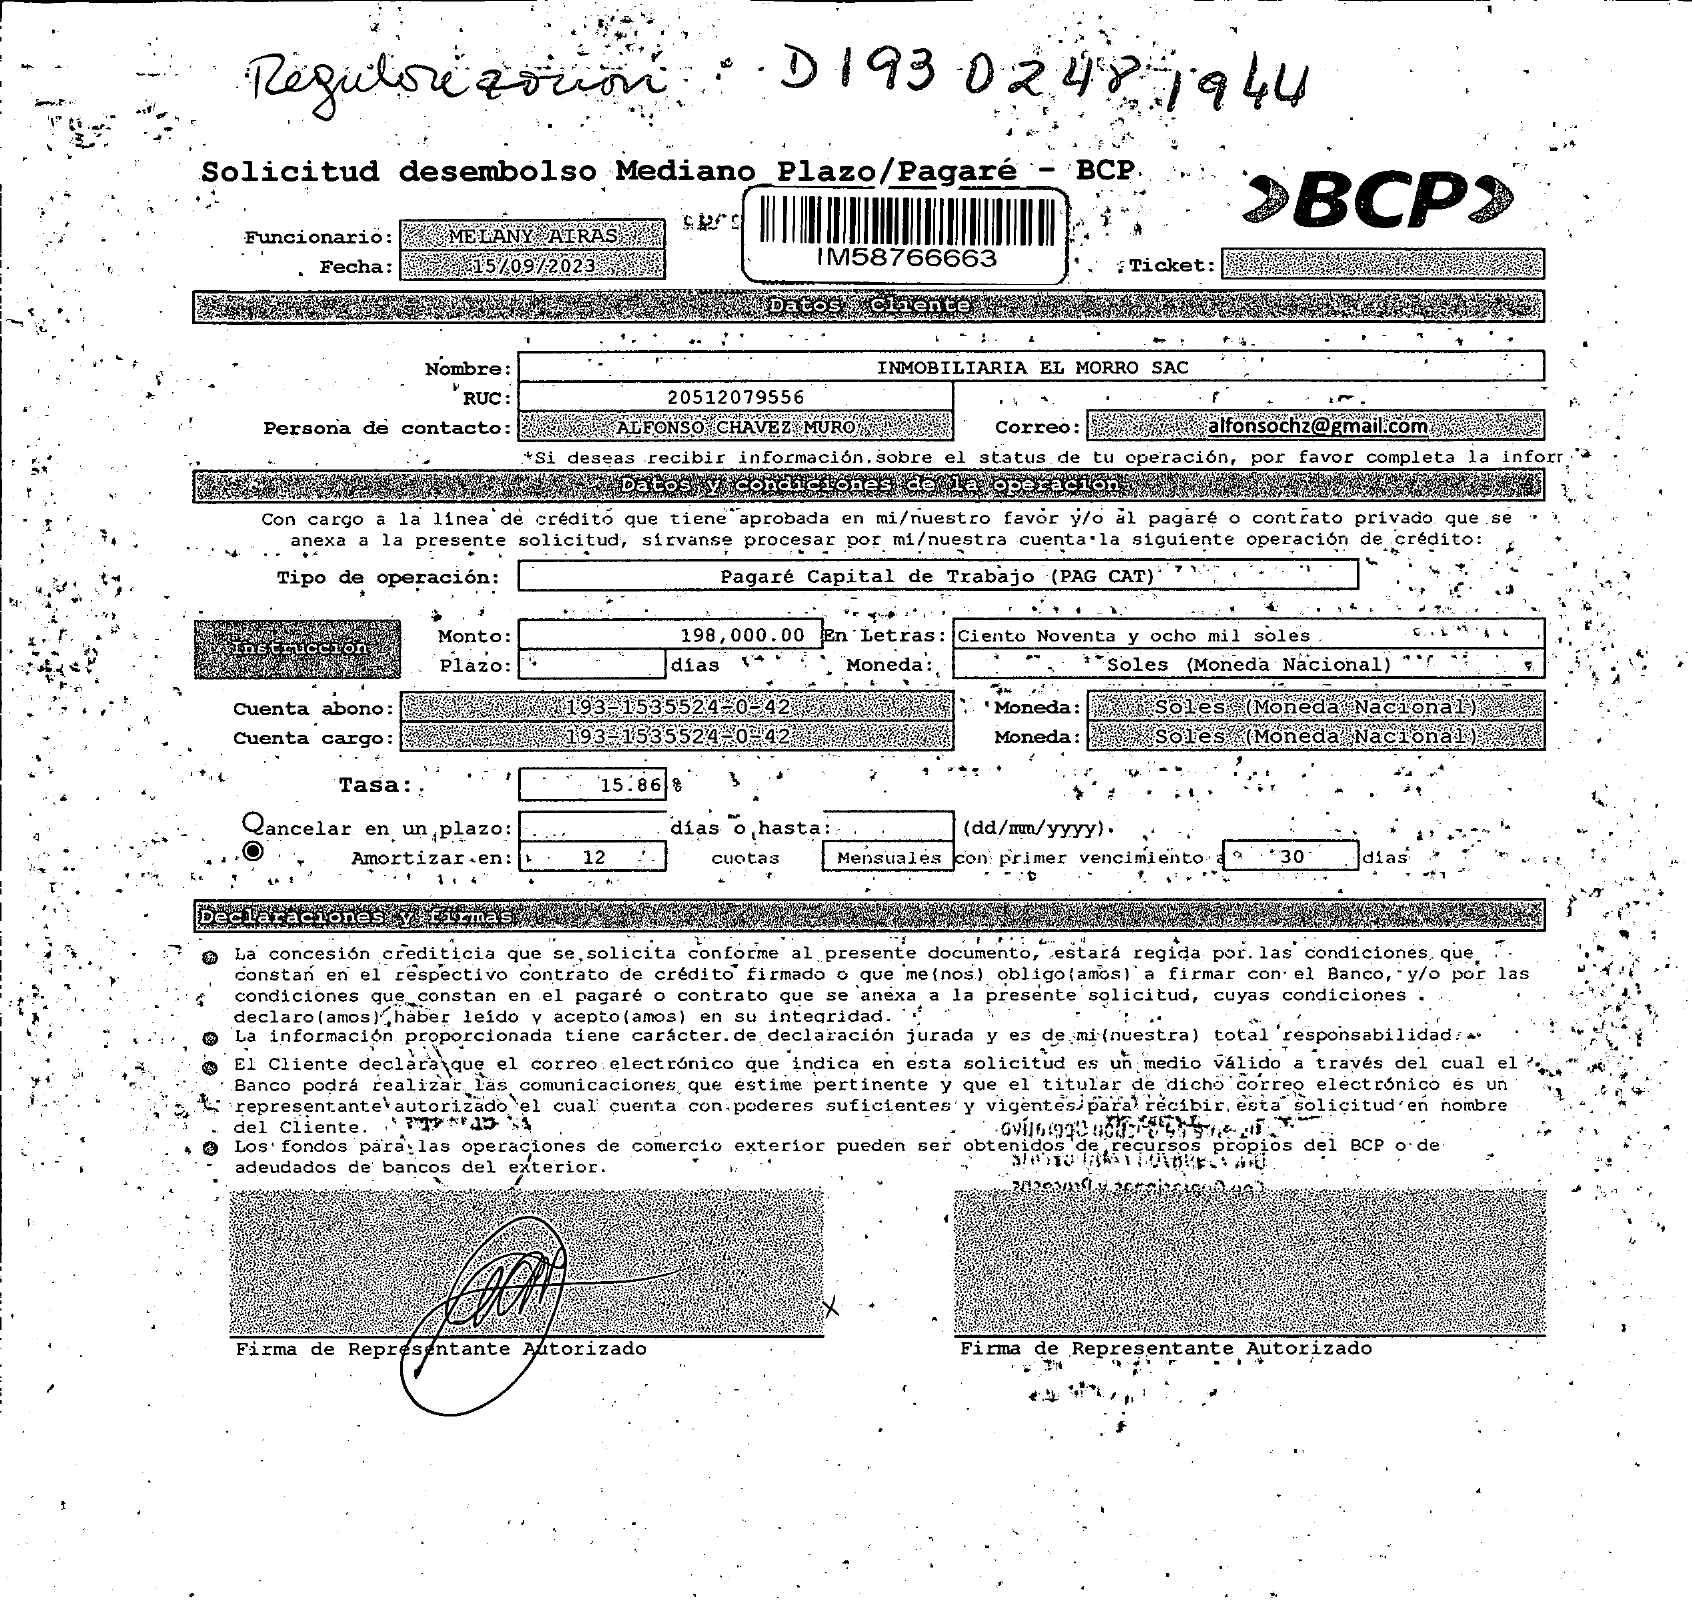 Regularización : D193 02481944
Solicitud desembolso Mediano Plazo/Pagaré - BCP
>BCP>
Funcionario: MELANY AIRAS
IM58766663
Fecha: 15/09/2023
Ticket:
Datos Cliente
Nombre: INMOBILIARIA EL MORRO SAC
RUC: 20512079556
Persona de contacto: ALFONSO CHAVEZ MURO Correo: alfonsochz@gmail.com
*Si deseas recibir información sobre el status de tu operación, por favor completa la inforr
Datos y condiciones de la operación
Con cargo a la línea de crédito que tiene aprobada en mi/nuestro favor y/o al pagaré o contrato privado que se
anexa a la presente solicitud, sírvanse procesar por mi/nuestra cuenta la siguiente operación de crédito:
Tipo de operación: Pagaré Capital de Trabajo (PAG CAT)
Instrucción
Monto: 198,000.00 En Letras: Ciento Noventa y ocho mil soles
Plazo: días Moneda: Soles (Moneda Nacional)
Cuenta abono: 193-1535524-0-42 Moneda: Soles (Moneda Nacional)
Cuenta cargo: 193-1535524-0-42 Moneda: Soles (Moneda Nacional)
Tasa: 15.86 %
Cancelar en un plazo: días o hasta: (dd/mm/yyyy)
Amortizar en: 12 cuotas Mensuales con primer vencimiento a 30 días
Declaraciones y firmas
La concesión crediticia que se solicita conforme al presente documento, estará regida por las condiciones que
constan en el respectivo contrato de crédito firmado o que me(nos) obligo(amos) a firmar con el Banco, y/o por las
condiciones que constan en el pagaré o contrato que se anexa a la presente solicitud, cuyas condiciones
declaro(amos) haber leído y acepto(amos) en su integridad.
La información proporcionada tiene carácter de declaración jurada y es de mi(nuestra) total responsabilidad.
El Cliente declara que el correo electrónico que indica en esta solicitud es un medio válido a través del cual el
Banco podrá realizar las comunicaciones que estime pertinente y que el titular de dicho correo electrónico es un
representante autorizado el cual cuenta con poderes suficientes y vigentes para recibir esta solicitud en nombre
del Cliente.
Los fondos para las operaciones de comercio exterior pueden ser obtenidos de recursos propios del BCP o de
adeudados de bancos del exterior.
Firma de Representante Autorizado Firma de Representante Autorizado